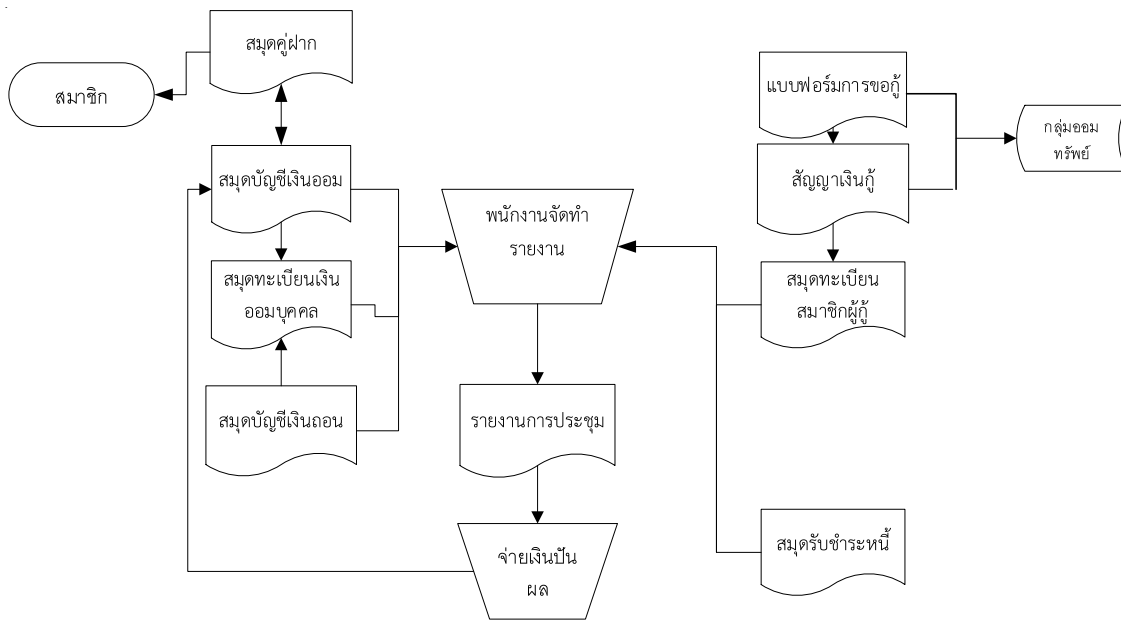 สมุดคู่ฝาก
สมาชิก
สมุดบัญชีเงินออม
สมุดทะเบียนเงิน
ออมบุคคล
สมุดบัญชีเงินถอน
พนักงานจัดทำ
รายงาน
รายงานการประชุม
จ่ายเงินปัน
ผล
แบบฟอร์มการขอกู้
สัญญาเงินกู้
สมุดทะเบียน
สมาชิกผู้กู้
สมุดรับชำระหนี้
กลุ่มออม
ทรัพย์